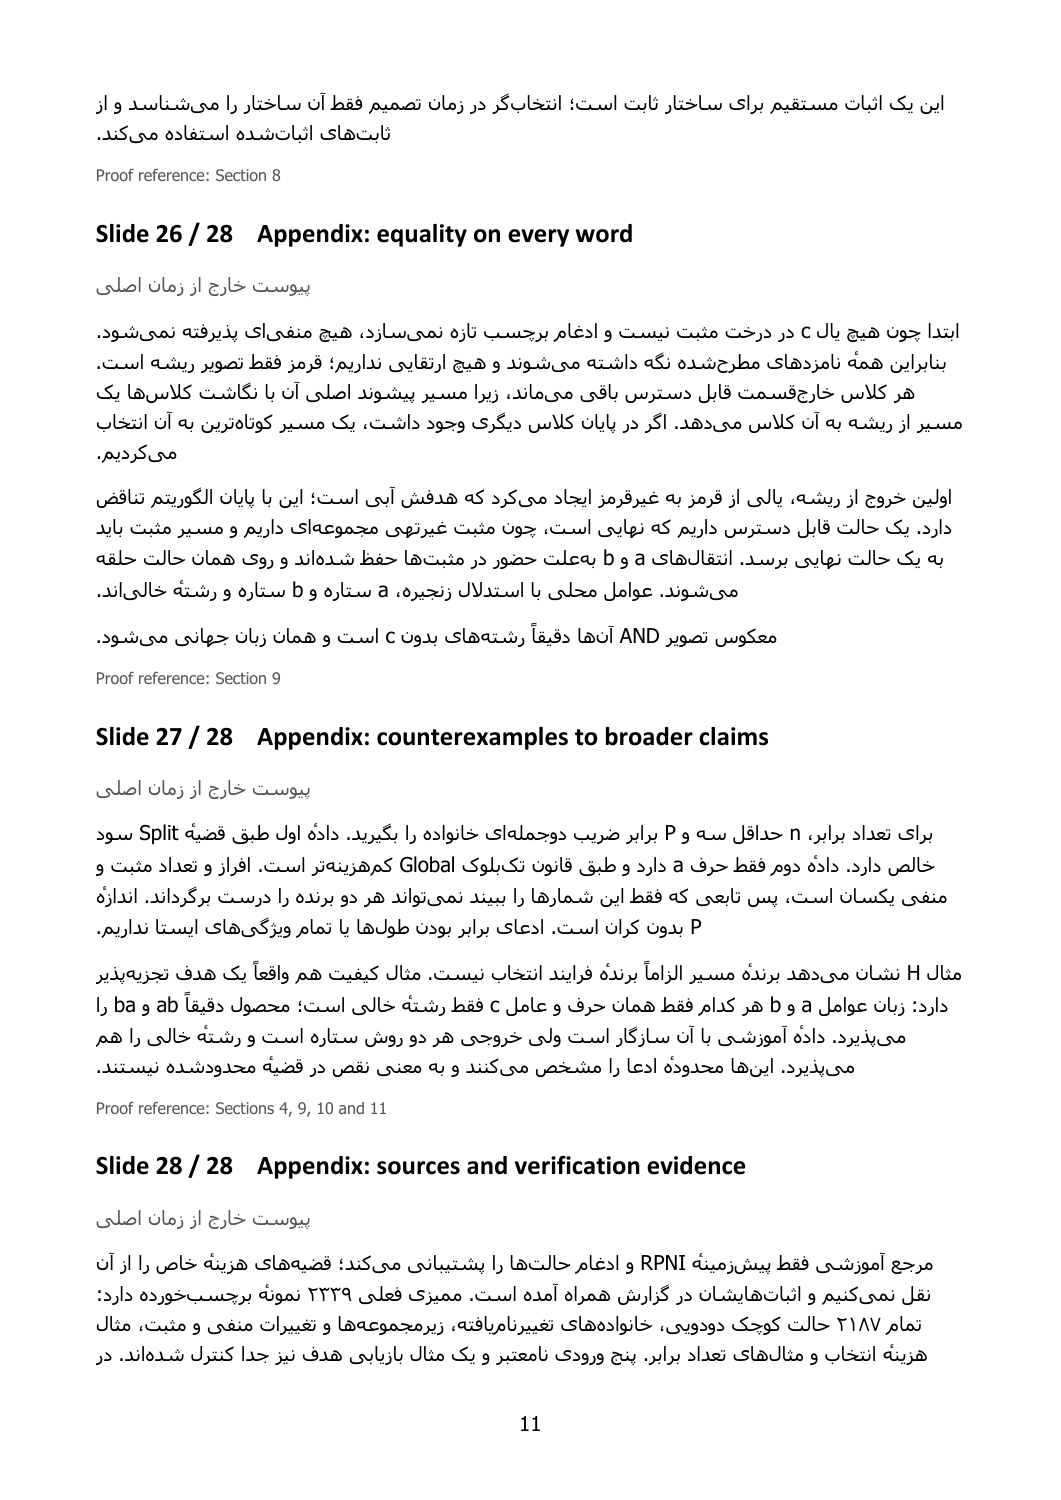 این یک اثبات مستقیم برای ساختار ثابت است؛ انتخاب‌گر در زمان تصمیم فقط آن ساختار را می‌شناسد و از
ثابت‌های اثبات‌شده استفاده می‌کند.
Proof reference: Section 8
Slide 26 / 28 Appendix: equality on every word
پیوست خارج از زمان اصلی
ابتدا چون هیچ یال c در درخت مثبت نیست و ادغام برچسب تازه نمی‌سازد، هیچ منفی‌ای پذیرفته نمی‌شود.
بنابراین همهٔ نامزدهای مطرح‌شده نگه داشته می‌شوند و هیچ ارتقایی نداریم؛ قرمز فقط تصویر ریشه است.
هر کلاس خارج‌قسمت قابل دسترس باقی می‌ماند، زیرا مسیر پیشوند اصلی آن با نگاشت کلاس‌ها یک
مسیر از ریشه به آن کلاس می‌دهد. اگر در پایان کلاس دیگری وجود داشت، یک مسیر کوتاه‌ترین به آن انتخاب
می‌کردیم.
اولین خروج از ریشه، یالی از قرمز به غیرقرمز ایجاد می‌کرد که هدفش آبی است؛ این با پایان الگوریتم تناقض
دارد. یک حالت قابل دسترس داریم که نهایی است، چون مثبت غیرتهی مجموعه‌ای داریم و مسیر مثبت باید
به یک حالت نهایی برسد. انتقال‌های a و b به‌علت حضور در مثبت‌ها حفظ شده‌اند و روی همان حالت حلقه
می‌شوند. عوامل محلی با استدلال زنجیره، a ستاره و b ستاره و رشتهٔ خالی‌اند.
معکوس تصویر AND آن‌ها دقیقاً رشته‌های بدون c است و همان زبان جهانی می‌شود.
Proof reference: Section 9
Slide 27 / 28 Appendix: counterexamples to broader claims
پیوست خارج از زمان اصلی
برای تعداد برابر، n حداقل سه و P برابر ضریب دوجمله‌ای خانواده را بگیرید. دادهٔ اول طبق قضیهٔ Split سود
خالص دارد. دادهٔ دوم فقط حرف a دارد و طبق قانون تک‌بلوک Global کم‌هزینه‌تر است. افراز و تعداد مثبت و
منفی یکسان است، پس تابعی که فقط این شمارها را ببیند نمی‌تواند هر دو برنده را درست برگرداند. اندازهٔ
P بدون کران است. ادعای برابر بودن طول‌ها یا تمام ویژگی‌های ایستا نداریم.
مثال H نشان می‌دهد برندهٔ مسیر الزاماً برندهٔ فرایند انتخاب نیست. مثال کیفیت هم واقعاً یک هدف تجزیه‌پذیر
دارد: زبان عوامل a و b هر کدام فقط همان حرف و عامل c فقط رشتهٔ خالی است؛ محصول دقیقاً ab و ba را
می‌پذیرد. دادهٔ آموزشی با آن سازگار است ولی خروجی هر دو روش ستاره است و رشتهٔ خالی را هم
می‌پذیرد. این‌ها محدودهٔ ادعا را مشخص می‌کنند و به معنی نقص در قضیهٔ محدودشده نیستند.
Proof reference: Sections 4, 9, 10 and 11
Slide 28 / 28 Appendix: sources and verification evidence
پیوست خارج از زمان اصلی
مرجع آموزشی فقط پیش‌زمینهٔ RPNI و ادغام حالت‌ها را پشتیبانی می‌کند؛ قضیه‌های هزینهٔ خاص را از آن
نقل نمی‌کنیم و اثبات‌هایشان در گزارش همراه آمده است. ممیزی فعلی ۲۳۳۹ نمونهٔ برچسب‌خورده دارد:
تمام ۲۱۸۷ حالت کوچک دودویی، خانواده‌های تغییرنام‌یافته، زیرمجموعه‌ها و تغییرات منفی و مثبت، مثال
هزینهٔ انتخاب و مثال‌های تعداد برابر. پنج ورودی نامعتبر و یک مثال بازیابی هدف نیز جدا کنترل شده‌اند. در
11